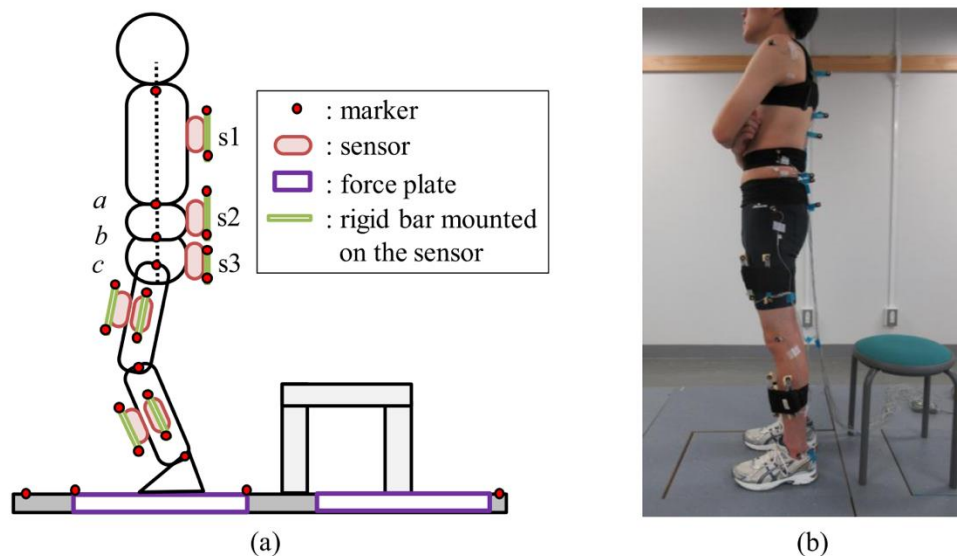 : marker
s1
: sensor
: force plate
a
s2
: rigid bar mounted
on the sensor
b
c
s3
(a)
(b)